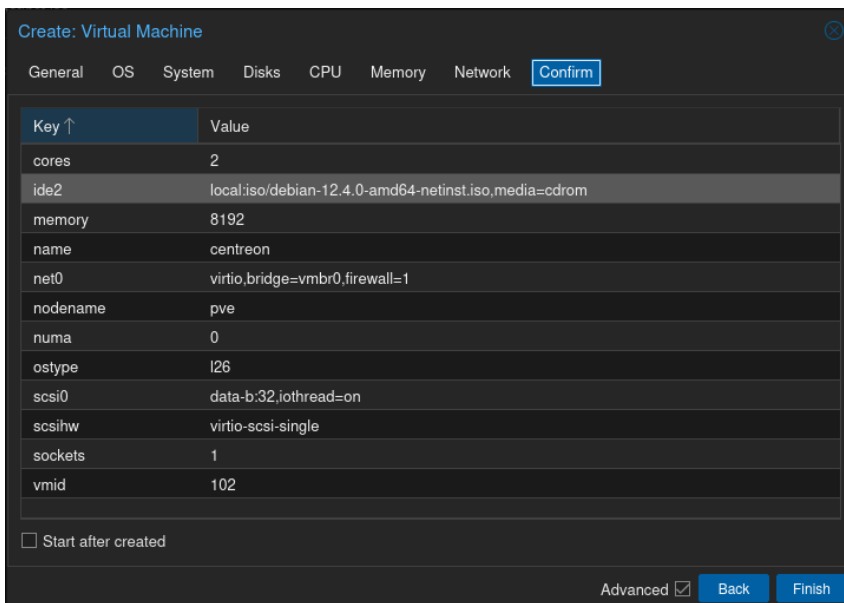 Create: Virtual Machine
General OS System Disks CPU Memory Network Confirm
Key Value
cores 2
ide2 local:iso/debian-12.4.0-amd64-netinst.iso,media=cdrom
memory 8192
name centreon
net0 virtio,bridge=vmbr0,firewall=1
nodename pve
numa 0
ostype l26
scsi0 data-b:32,iothread=on
scsihw virtio-scsi-single
sockets 1
vmid 102
Start after created
Advanced Back Finish